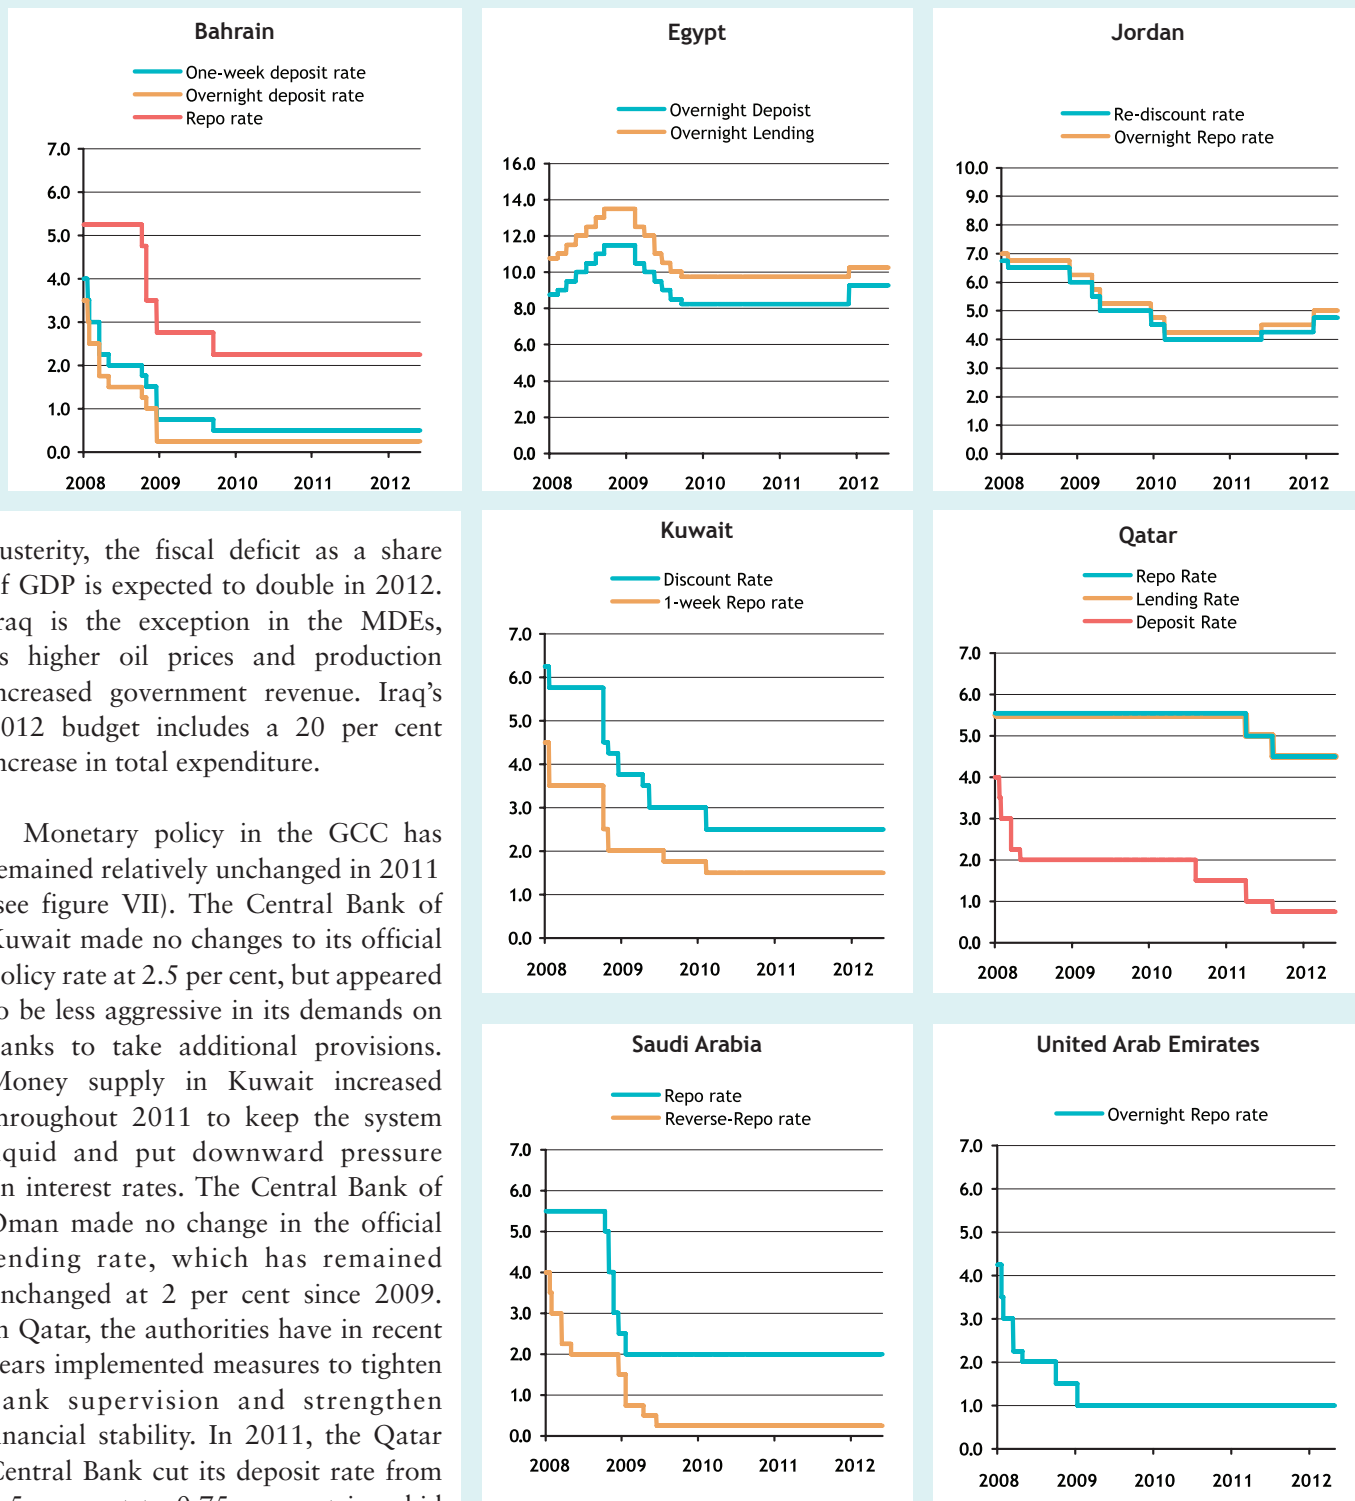 Bahrain
One-week deposit rate
Overnight deposit rate
Repo rate
7.0
6.0
5.0
4.0
3.0
2.0
1.0
0.0
2008 2009 2010 2011 2012
Egypt
Overnight Depoist
Overnight Lending
16.0
14.0
12.0
10.0
8.0
6.0
4.0
2.0
0.0
2008 2009 2010 2011 2012
Jordan
Re-discount rate
Overnight Repo rate
10.0
9.0
8.0
7.0
6.0
5.0
4.0
3.0
2.0
1.0
0.0
2008 2009 2010 2011 2012
usterity, the fiscal deficit as a share
f GDP is expected to double in 2012.
raq is the exception in the MDEs,
s higher oil prices and production
ncreased government revenue. Iraq's
012 budget includes a 20 per cent
ncrease in total expenditure.
Monetary policy in the GCC has
emained relatively unchanged in 2011
see figure VII). The Central Bank of
Kuwait made no changes to its official
olicy rate at 2.5 per cent, but appeared
o be less aggressive in its demands on
anks to take additional provisions.
Money supply in Kuwait increased
hroughout 2011 to keep the system
iquid and put downward pressure
n interest rates. The Central Bank of
Oman made no change in the official
ending rate, which has remained
nchanged at 2 per cent since 2009.
n Qatar, the authorities have in recent
ears implemented measures to tighten
ank supervision and strengthen
inancial stability. In 2011, the Qatar
Central Bank cut its deposit rate from
Kuwait
Discount Rate
1-week Repo rate
7.0
6.0
5.0
4.0
3.0
2.0
1.0
0.0
2008 2009 2010 2011 2012
Qatar
Repo Rate
Lending Rate
Deposit Rate
7.0
6.0
5.0
4.0
3.0
2.0
1.0
0.0
2008 2009 2010 2011 2012
Saudi Arabia
Repo rate
Reverse-Repo rate
7.0
6.0
5.0
4.0
3.0
2.0
1.0
0.0
2008 2009 2010 2011 2012
United Arab Emirates
Overnight Repo rate
7.0
6.0
5.0
4.0
3.0
2.0
1.0
0.0
2008 2009 2010 2011 2012